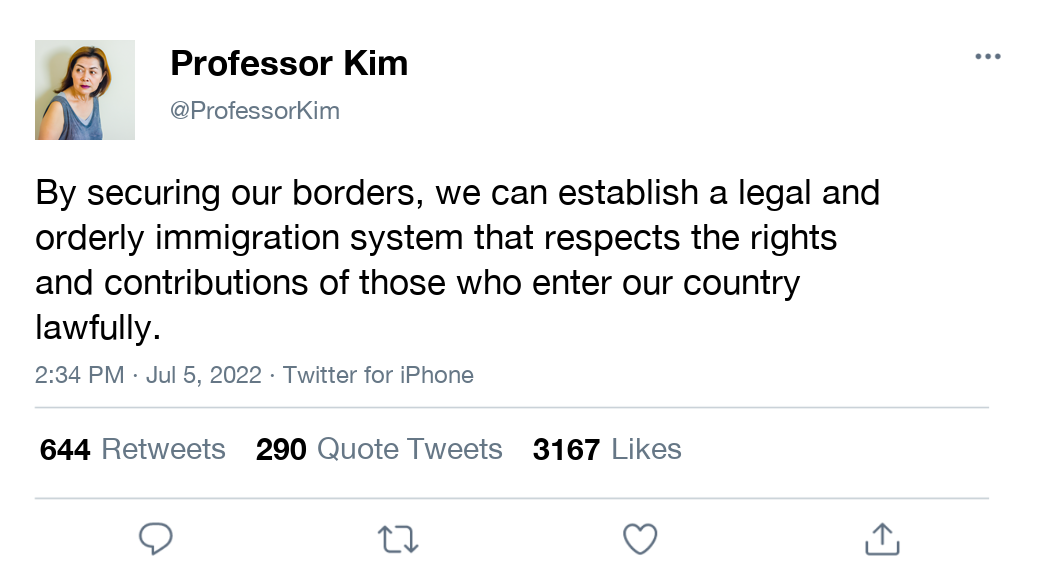 Professor Kim
@ProfessorKim
By securing our borders, we can establish a legal and
orderly immigration system that respects the rights
and contributions of those who enter our country
lawfully.
2:34 PM · Jul 5, 2022 · Twitter for iPhone
644 Retweets 290 Quote Tweets 3167 Likes